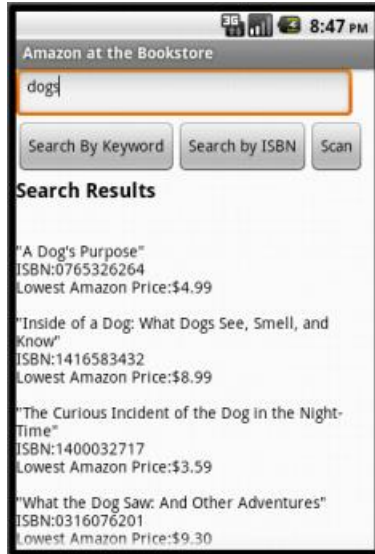 3G 8:47 PM
Amazon at the Bookstore
dogs
Search By Keyword Search by ISBN Scan
Search Results
"A Dog's Purpose"
ISBN:0765326264
Lowest Amazon Price:$4.99
"Inside of a Dog: What Dogs See, Smell, and
Know"
ISBN:1416583432
Lowest Amazon Price:$8.99
"The Curious Incident of the Dog in the Night-
Time"
ISBN:1400032717
Lowest Amazon Price:$3.59
"What the Dog Saw: And Other Adventures"
ISBN:0316076201
Lowest Amazon Price:$9.30